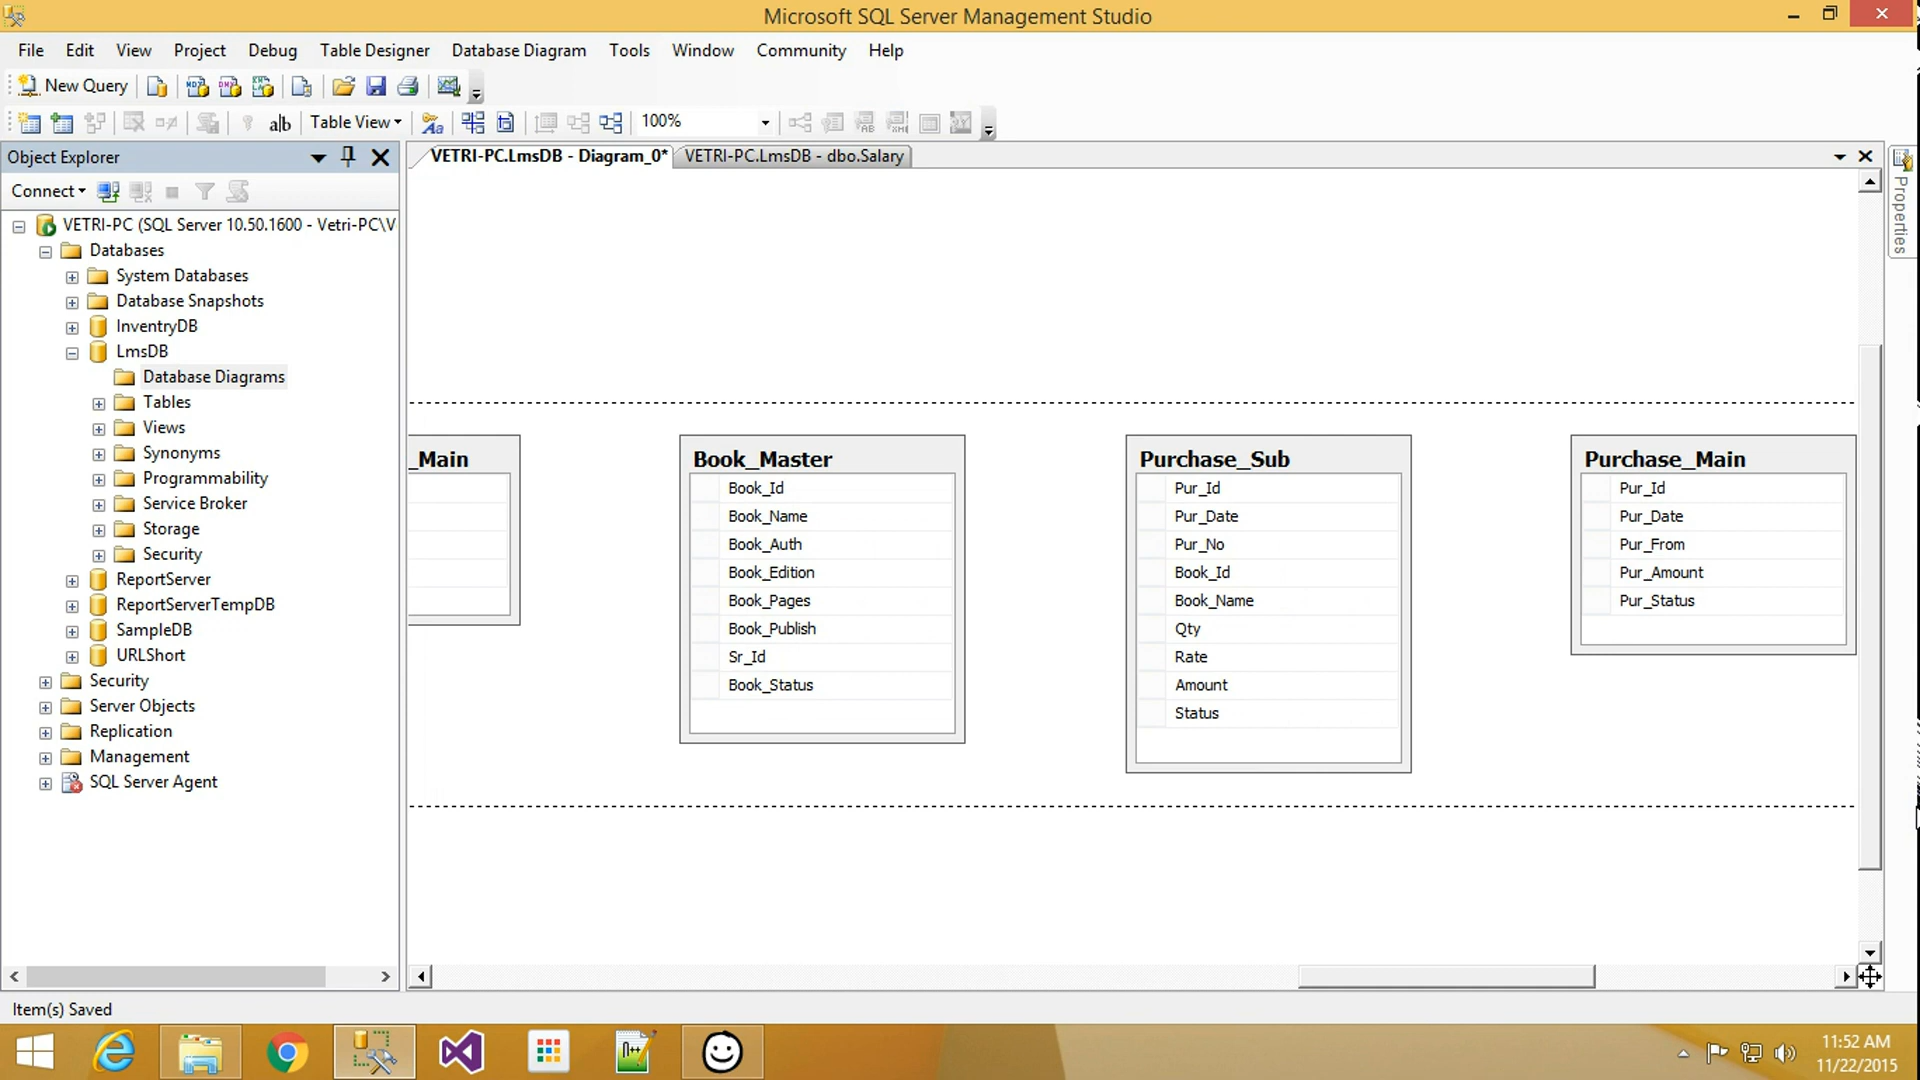 Microsoft SQL Server Management Studio
File Edit View Project Debug Table Designer Database Diagram Tools Window Community Help
New Query
ab Table View 100%
Object Explorer
VETRI-PC.LmsDB - Diagram_0* VETRI-PC.LmsDB - dbo.Salary
Connect
Properties
VETRI-PC (SQL Server 10.50.1600 - Vetri-PC\V
Databases
System Databases
Database Snapshots
InventryDB
LmsDB
Database Diagrams
Tables
Views
Synonyms
Programmability
Service Broker
Storage
Security
ReportServer
ReportServerTempDB
SampleDB
URLShort
Security
Server Objects
Replication
Management
SQL Server Agent
_Main
Book_Master
Book_Id
Book_Name
Book_Auth
Book_Edition
Book_Pages
Book_Publish
Sr_Id
Book_Status
Purchase_Sub
Pur_Id
Pur_Date
Pur_No
Book_Id
Book_Name
Qty
Rate
Amount
Status
Purchase_Main
Pur_Id
Pur_Date
Pur_From
Pur_Amount
Pur_Status
Item(s) Saved
11:52 AM
11/22/2015